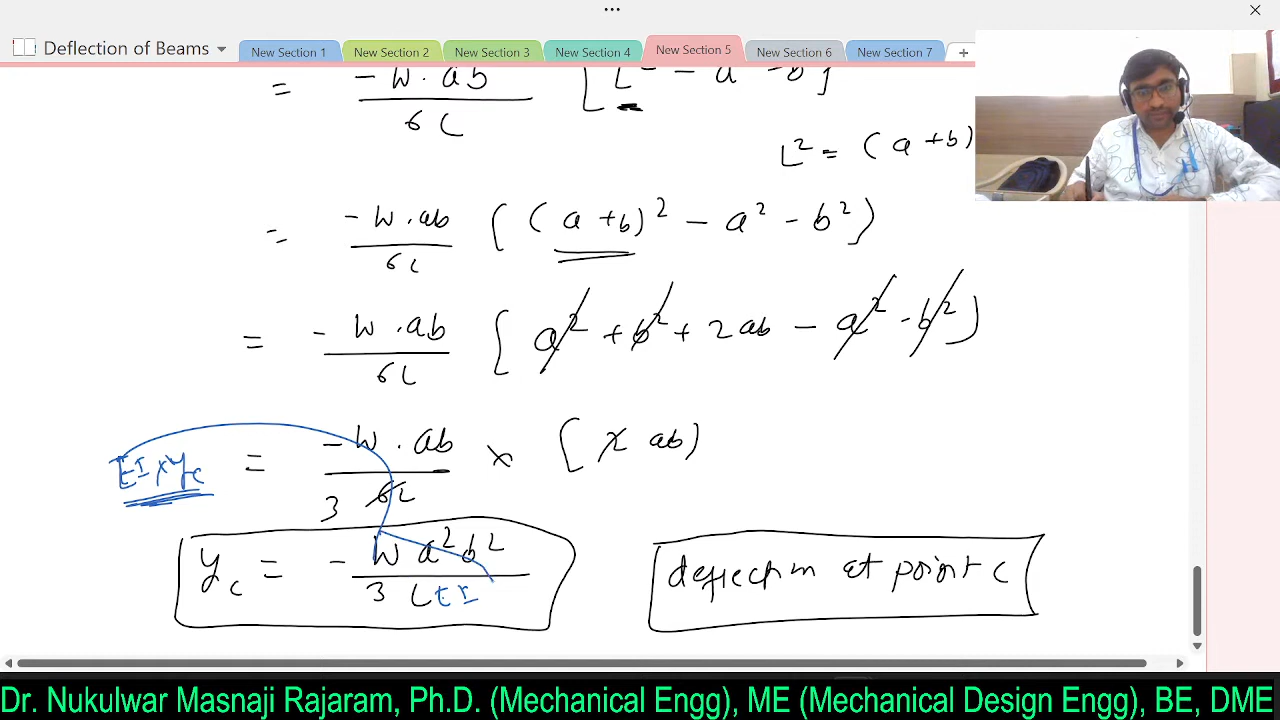 Deflection of Beams
New Section 1 New Section 2 New Section 3 New Section 4 New Section 5 New Section 6 New Section 7 +
= - W. ab / 6L [L² - a² - b²]
L² = (a + b)
= - W. ab / 6L [(a + b)² - a² - b²]
= - W. ab / 6L [a² + b² + 2ab - a² - b²]
EI × yc = - W. ab / 3 6L × [2 ab]
yc = - W a² b² / 3 L EI
deflection at point C
Dr. Nukulwar Masnaji Rajaram, Ph.D. (Mechanical Engg), ME (Mechanical Design Engg), BE, DME